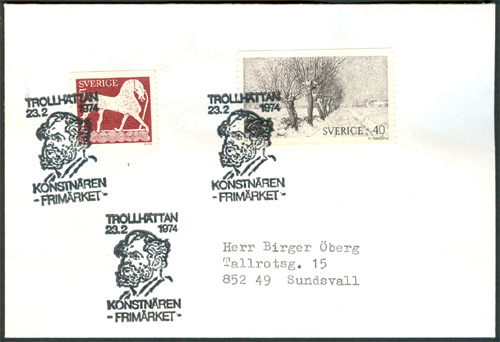 SVERIGE
TROLLHÄTTAN
23.2 1974
KONSTNÄREN
-FRIMÄRKET-
SVERIGE 40
TROLLHÄTTAN
23.2 1974
KONSTNÄREN
-FRIMÄRKET-
TROLLHÄTTAN
23.2 1974
KONSTNÄREN
-FRIMÄRKET-
Herr Birger Öberg
Tallrotsg. 15
852 49 Sundsvall